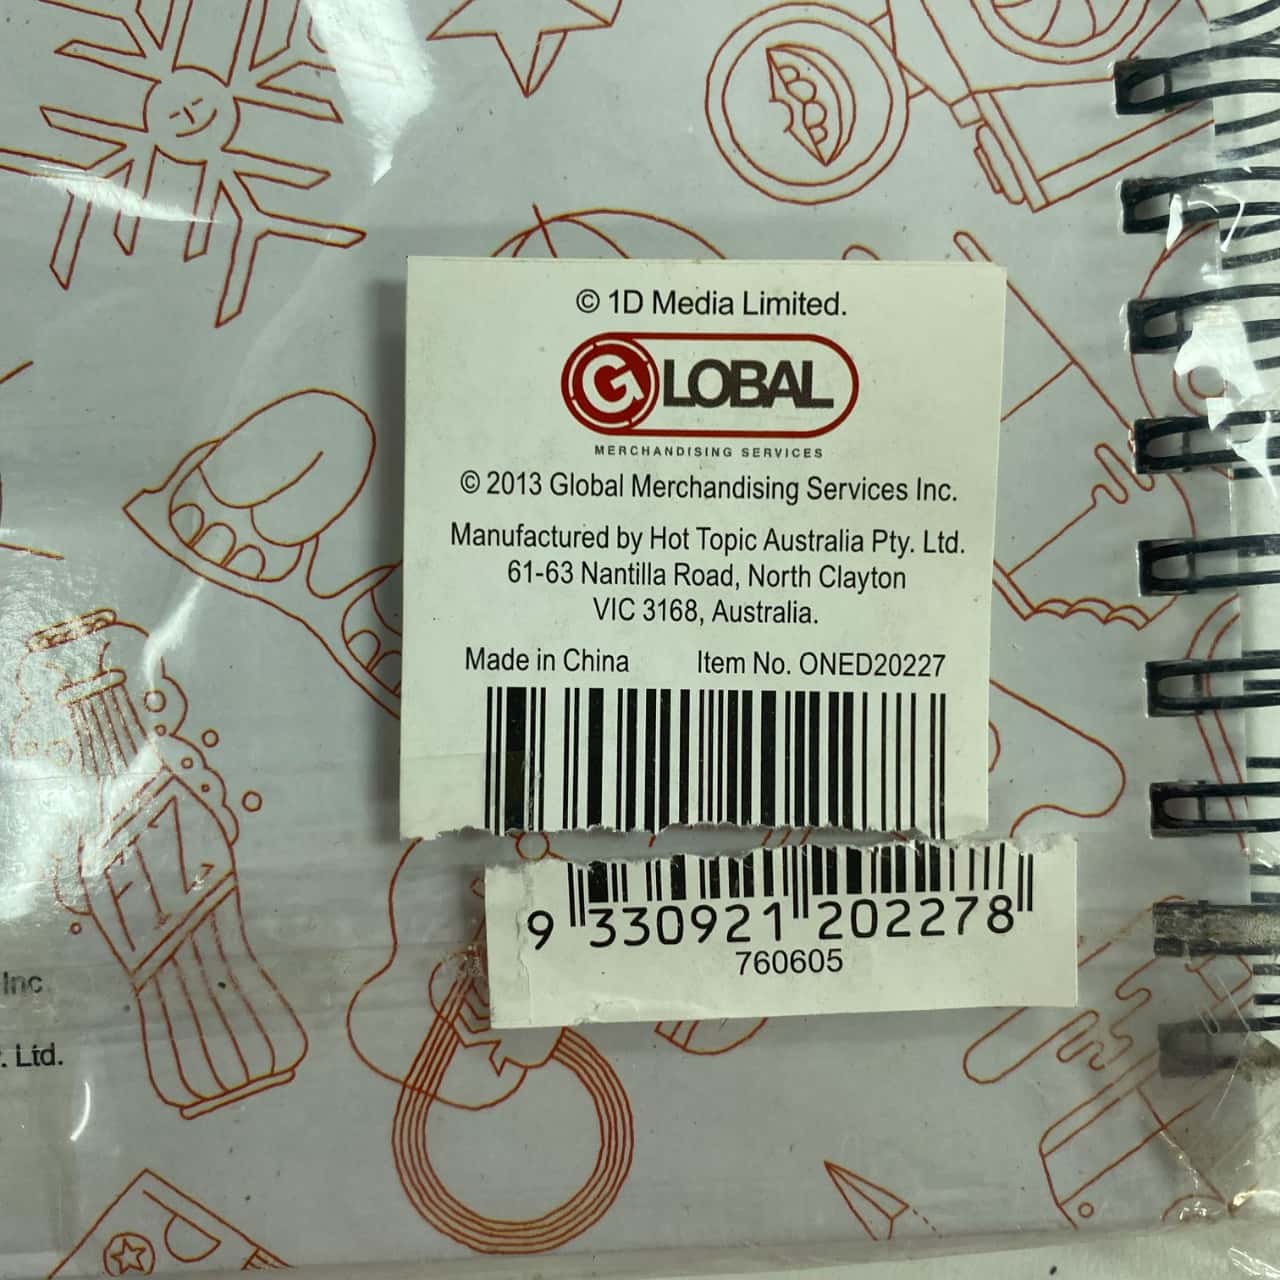 © 1D Media Limited.
GLOBAL
MERCHANDISING SERVICES
© 2013 Global Merchandising Services Inc.
Manufactured by Hot Topic Australia Pty. Ltd.
61-63 Nantilla Road, North Clayton
VIC 3168, Australia.
Made in China Item No. ONED20227
9 330921 202278
760605
Inc
. Ltd.